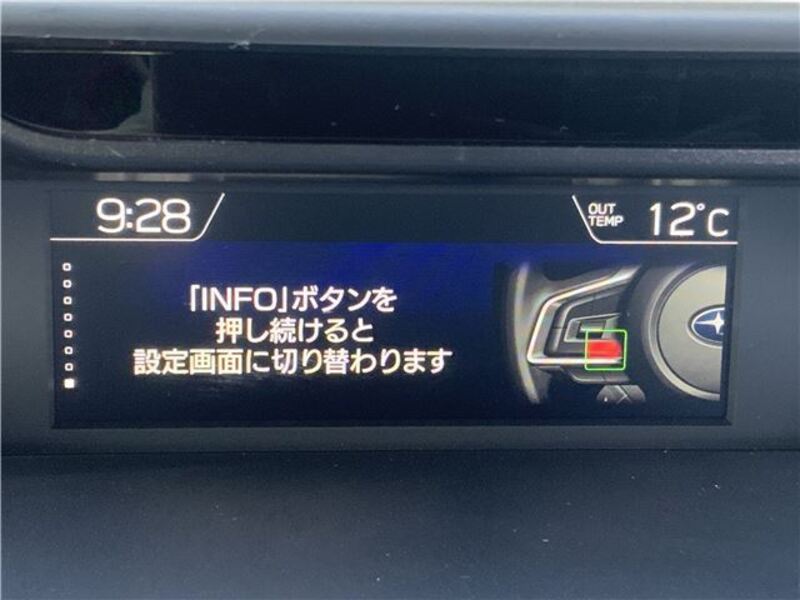 9:28
OUT
TEMP
12°C
「INFO」ボタンを
押し続けると
設定画面に切り替わります